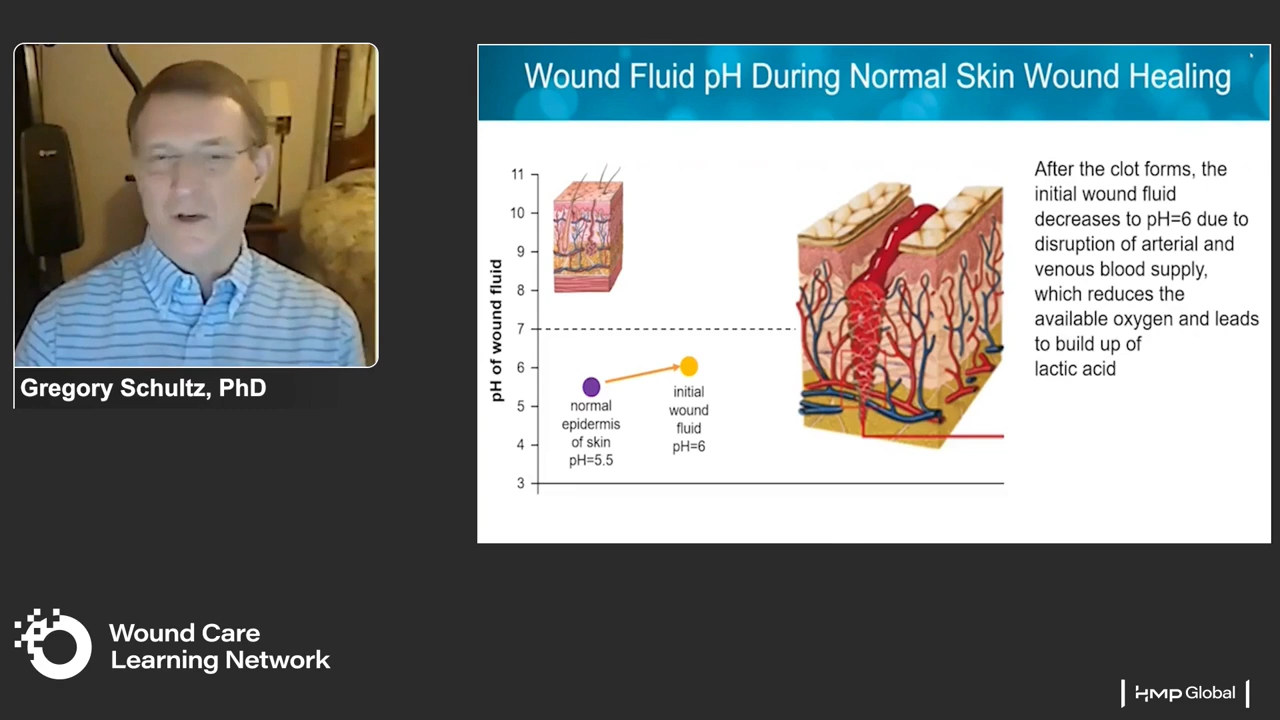 Wound Fluid pH During Normal Skin Wound Healing
Gregory Schultz, PhD
pH of wound fluid
11
10
9
8
7
6
5
4
3
normal
epidermis
of skin
pH=5.5
initial
wound
fluid
pH=6
After the clot forms, the
initial wound fluid
decreases to pH=6 due to
disruption of arterial and
venous blood supply,
which reduces the
available oxygen and leads
to build up of
lactic acid
Wound Care
Learning Network
HMP Global